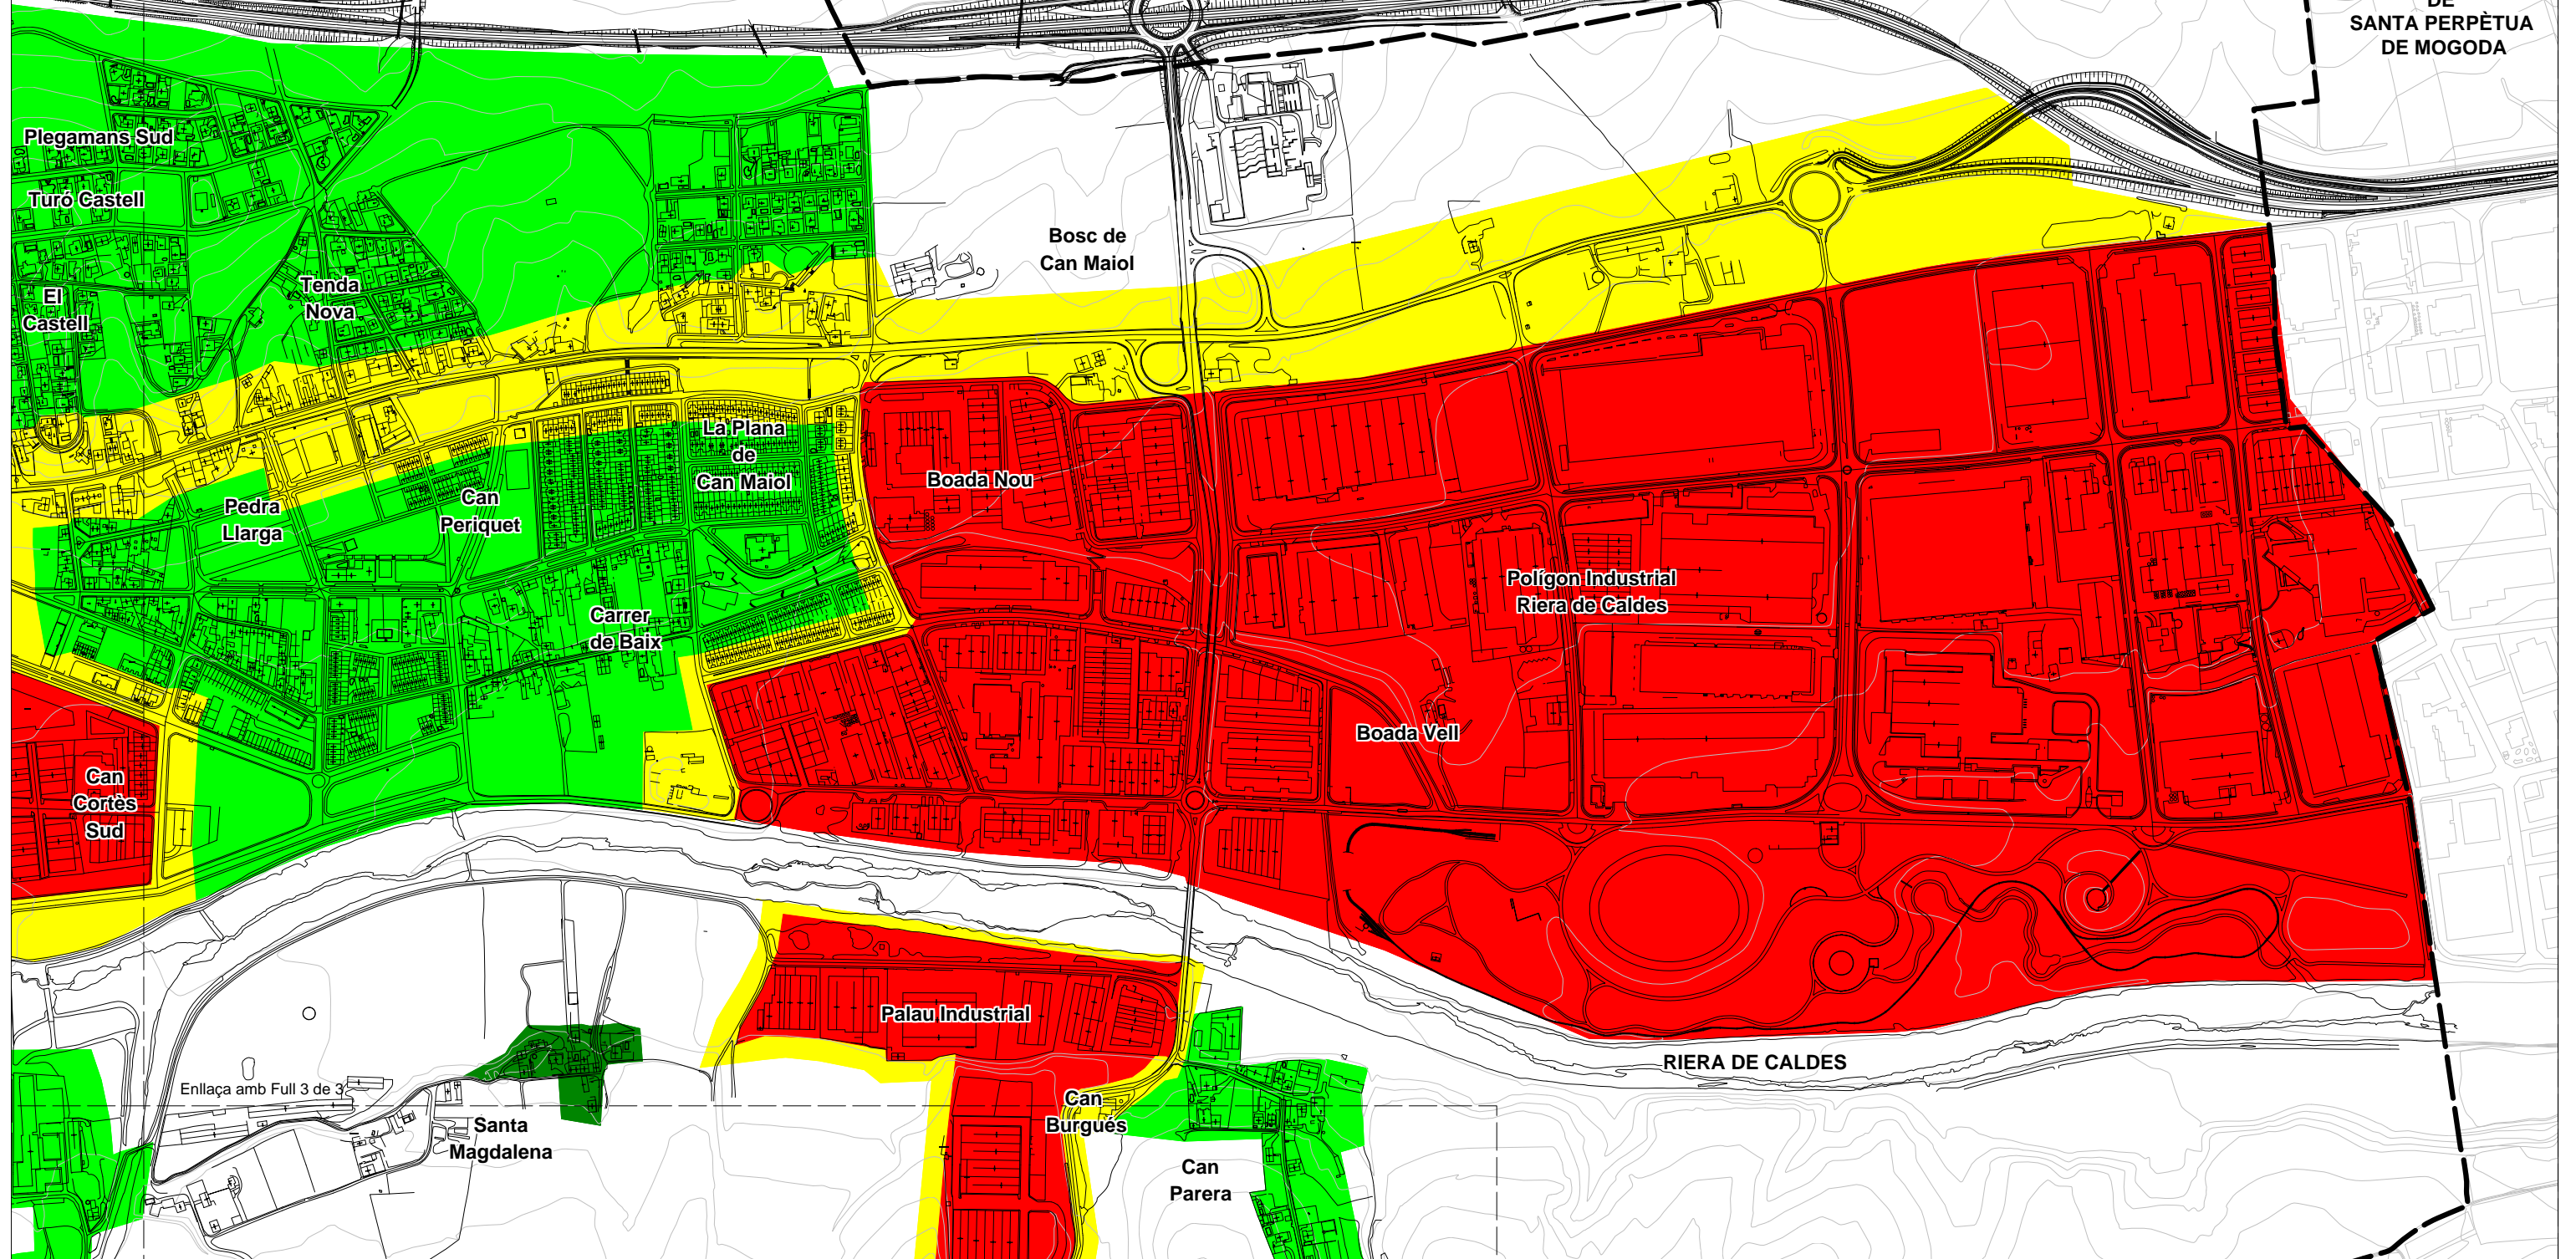 DE
SANTA PERPÈTUA
DE MOGODA
Plegamans Sud
Turó Castell
El
Castell
Tenda
Nova
Bosc de
Can Maiol
La Plana
de
Can Maiol
Boada Nou
Pedra
Llarga
Can
Periquet
Carrer
de Baix
Polígon Industrial
Riera de Caldes
Boada Vell
Can
Cortès
Sud
Palau Industrial
RIERA DE CALDES
Enllaça amb Full 3 de 3
Santa
Magdalena
Can
Burgués
Can
Parera